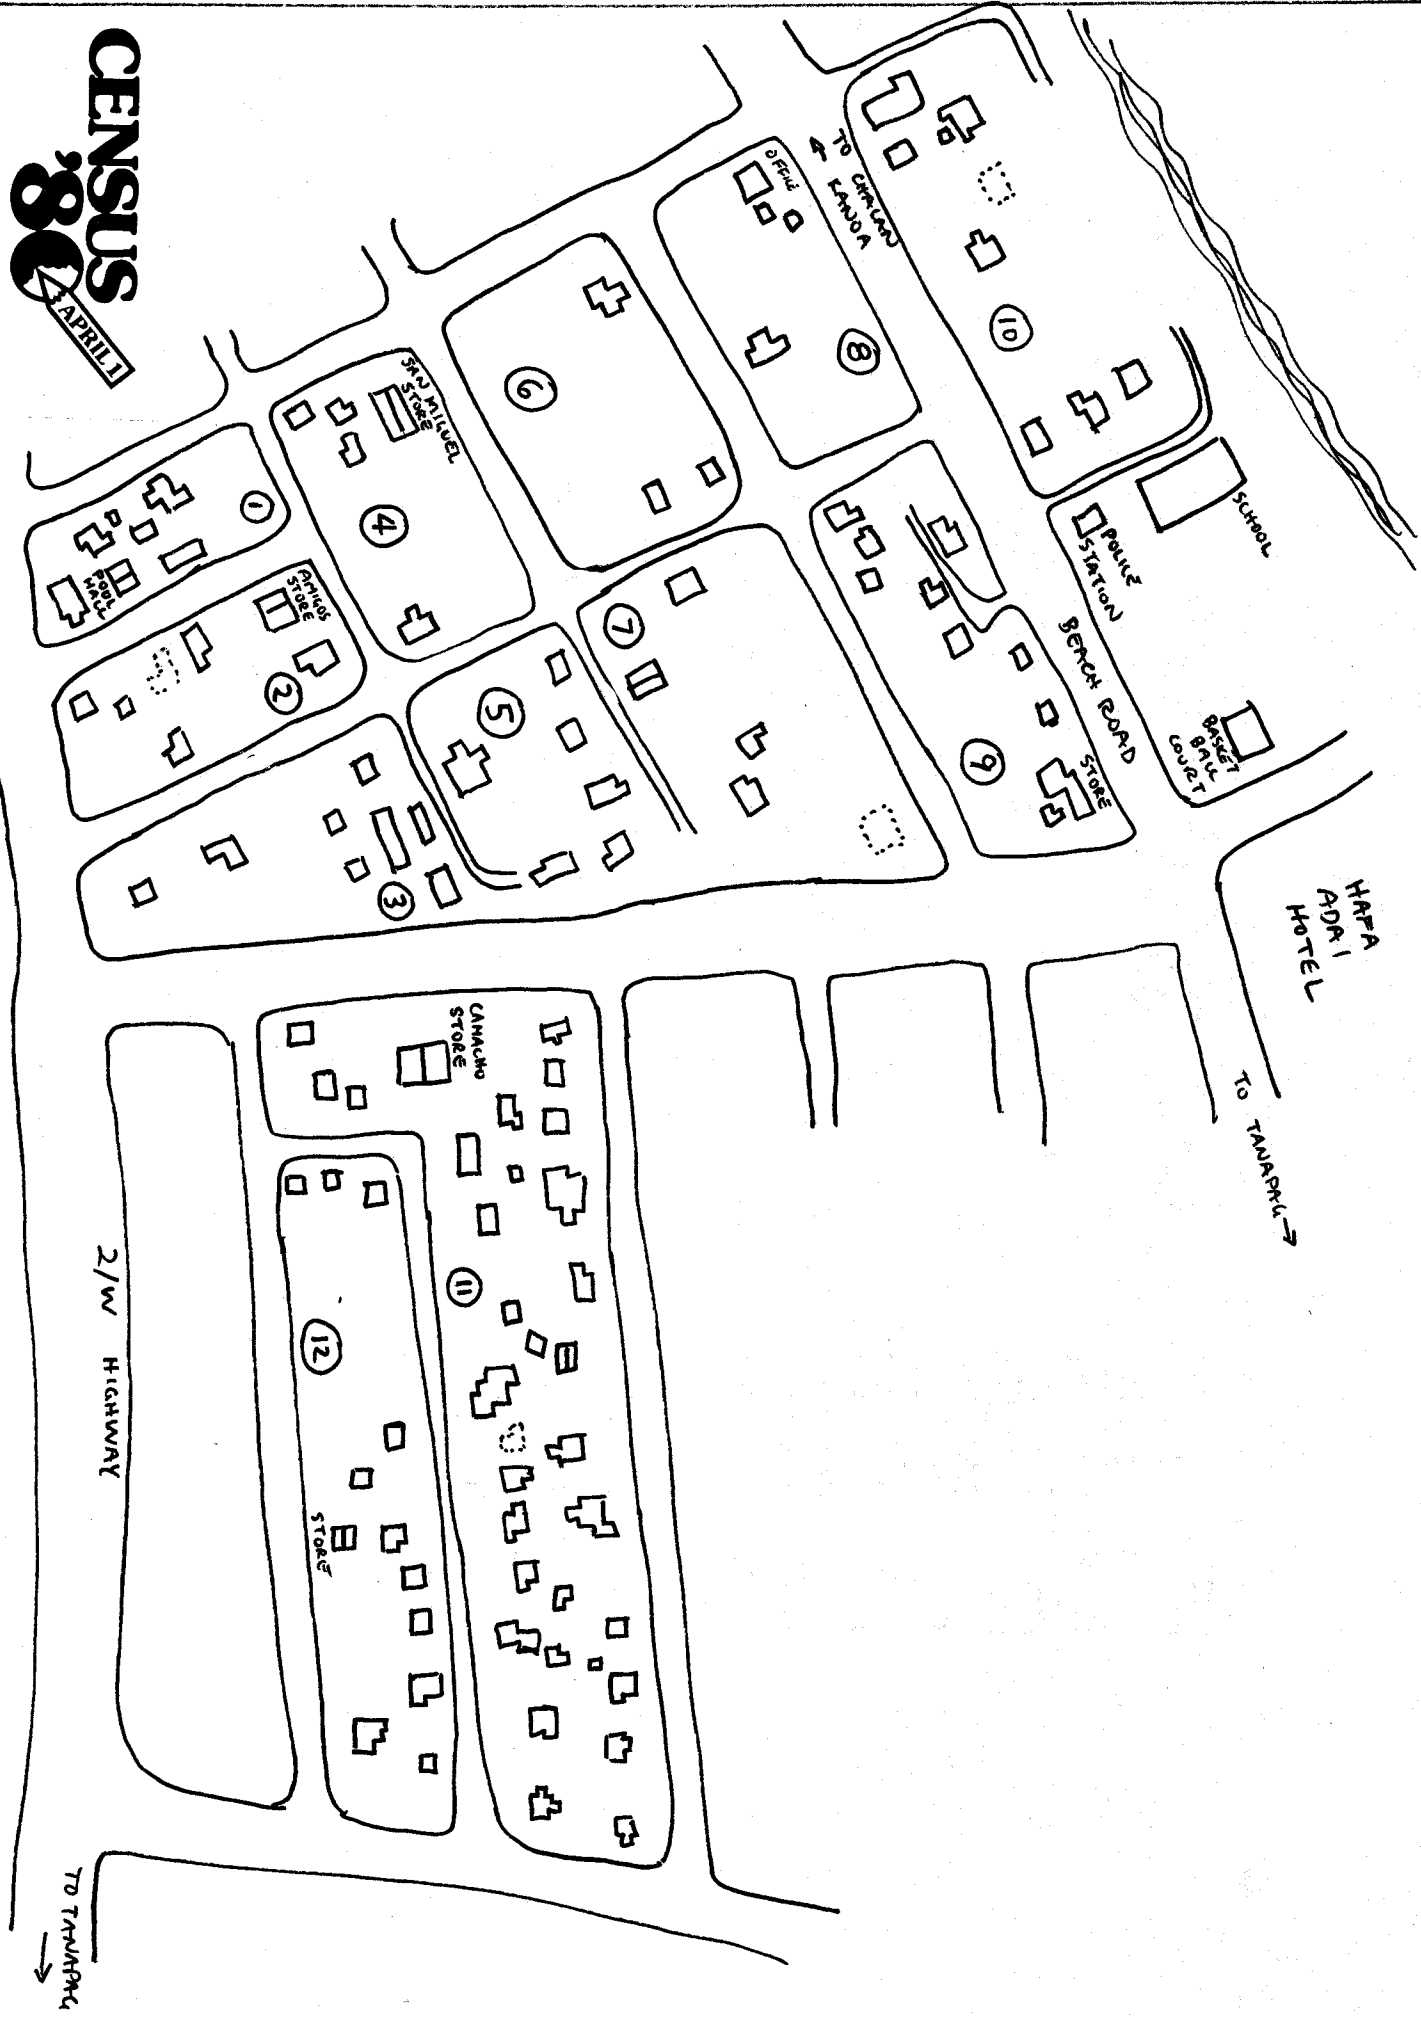 CENSUS
'80
APRIL 1
10
TO CHALAN
KANOA
OFFICE
8
6
SAN MIGUEL
STORE
4
1
POOL
HALL
AMIGOS
STORE
2
3
5
7
9
STORE
BEACH ROAD
POLICE
STATION
SCHOOL
BASKET
BALL
COURT
HAFA
ADAI
HOTEL
TO TANAPAG →
CAMACHO
STORE
11
12
STORE
2/W HIGHWAY
TO TANAPAG
→